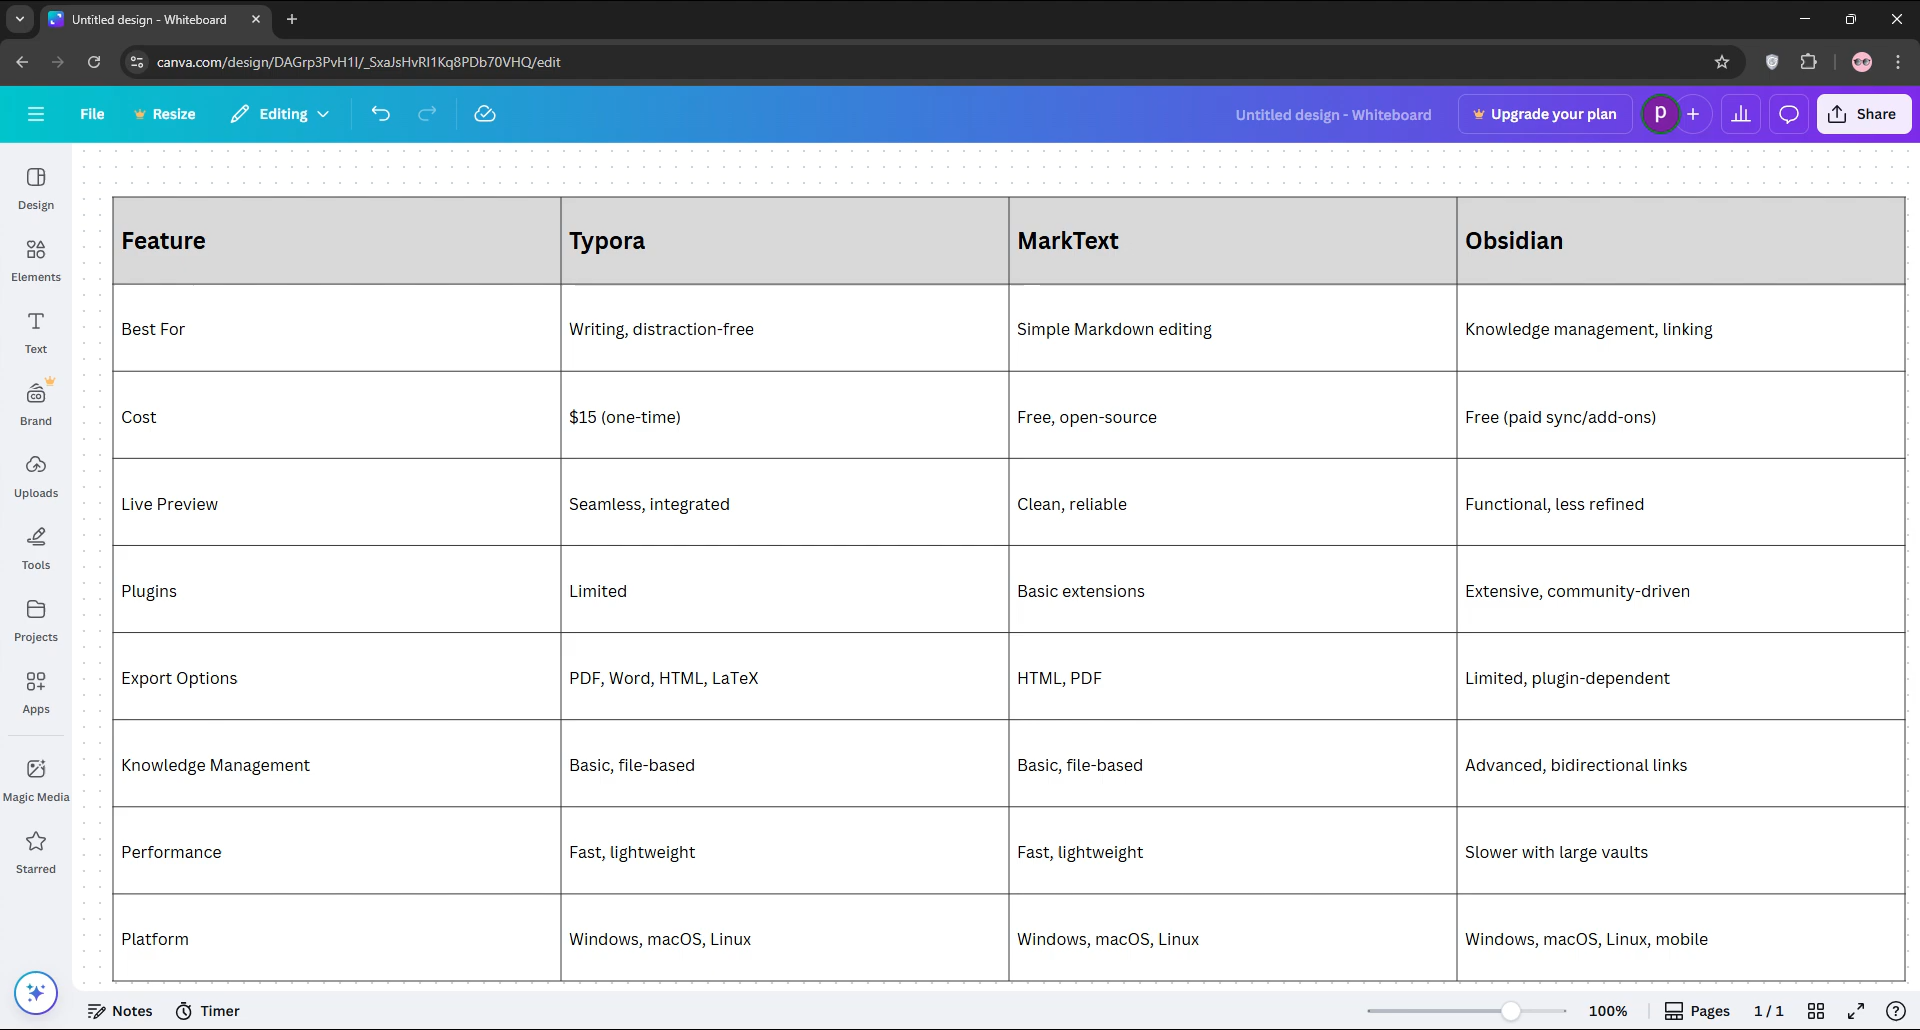 Untitled design - Whiteboard
canva.com/design/DAGrp3PvH1I/_SxaJsHvRI1Kq8PDb70VHQ/edit
File Resize Editing Untitled design - Whiteboard Upgrade your plan P Share
Design
Elements
Text
Brand
Uploads
Tools
Projects
Apps
Magic Media
Starred
Feature Typora MarkText Obsidian
Best For Writing, distraction-free Simple Markdown editing Knowledge management, linking
Cost $15 (one-time) Free, open-source Free (paid sync/add-ons)
Live Preview Seamless, integrated Clean, reliable Functional, less refined
Plugins Limited Basic extensions Extensive, community-driven
Export Options PDF, Word, HTML, LaTeX HTML, PDF Limited, plugin-dependent
Knowledge Management Basic, file-based Basic, file-based Advanced, bidirectional links
Performance Fast, lightweight Fast, lightweight Slower with large vaults
Platform Windows, macOS, Linux Windows, macOS, Linux Windows, macOS, Linux, mobile
Notes Timer 100% Pages 1 / 1